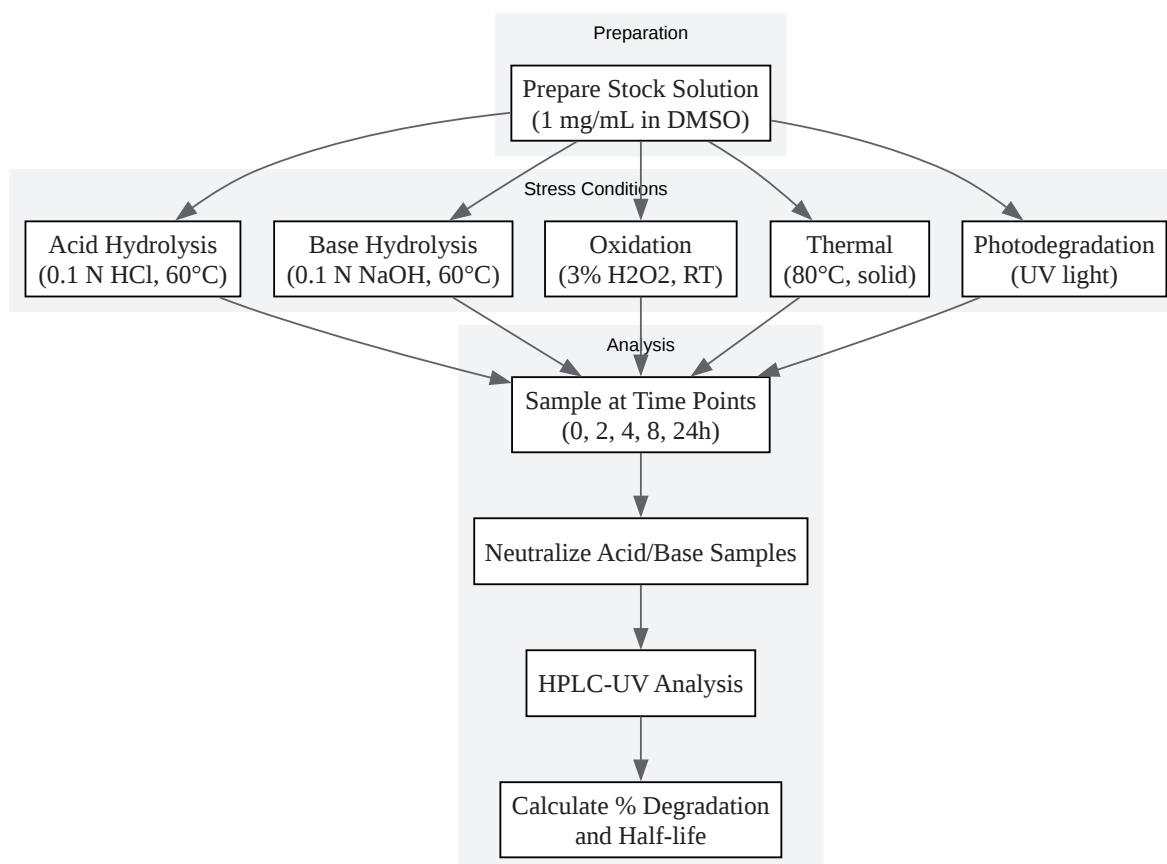 Preparation
Prepare Stock Solution
(1 mg/mL in DMSO)
Stress Conditions
Acid Hydrolysis
(0.1 N HCl, 60°C)
Base Hydrolysis
(0.1 N NaOH, 60°C)
Oxidation
(3% H2O2, RT)
Thermal
(80°C, solid)
Photodegradation
(UV light)
Analysis
Sample at Time Points
(0, 2, 4, 8, 24h)
Neutralize Acid/Base Samples
HPLC-UV Analysis
Calculate % Degradation
and Half-life